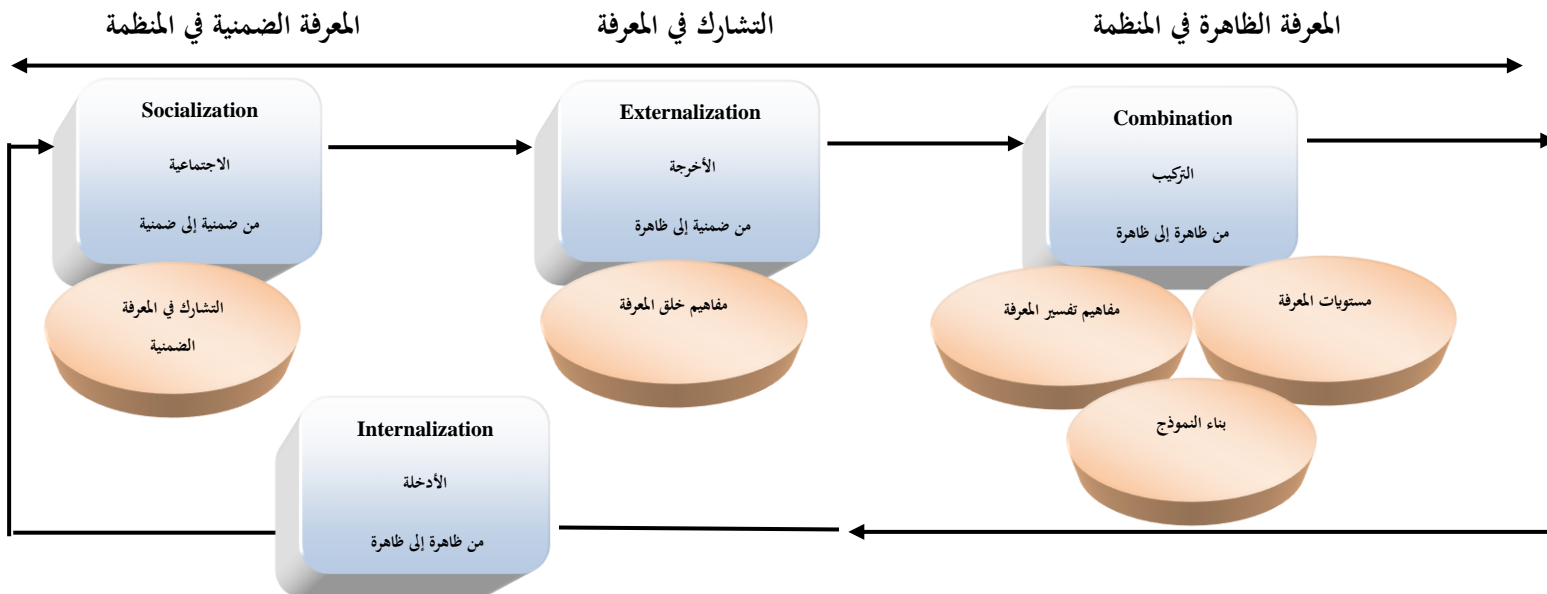 المعرفة الضمنية في المنظمة
التشارك في المعرفة
المعرفة الظاهرة في المنظمة
Socialization
الاجتماعية
من ضمنية إلى ضمنية
Externalization
الأخرجة
من ضمنية إلى ظاهرة
Combination
التركيب
من ظاهرة إلى ظاهرة
التشارك في المعرفة
الضمنية
مفاهيم خلق المعرفة
مفاهيم تفسير المعرفة
مستويات المعرفة
بناء النموذج
Internalization
الأدخلة
من ظاهرة إلى ظاهرة